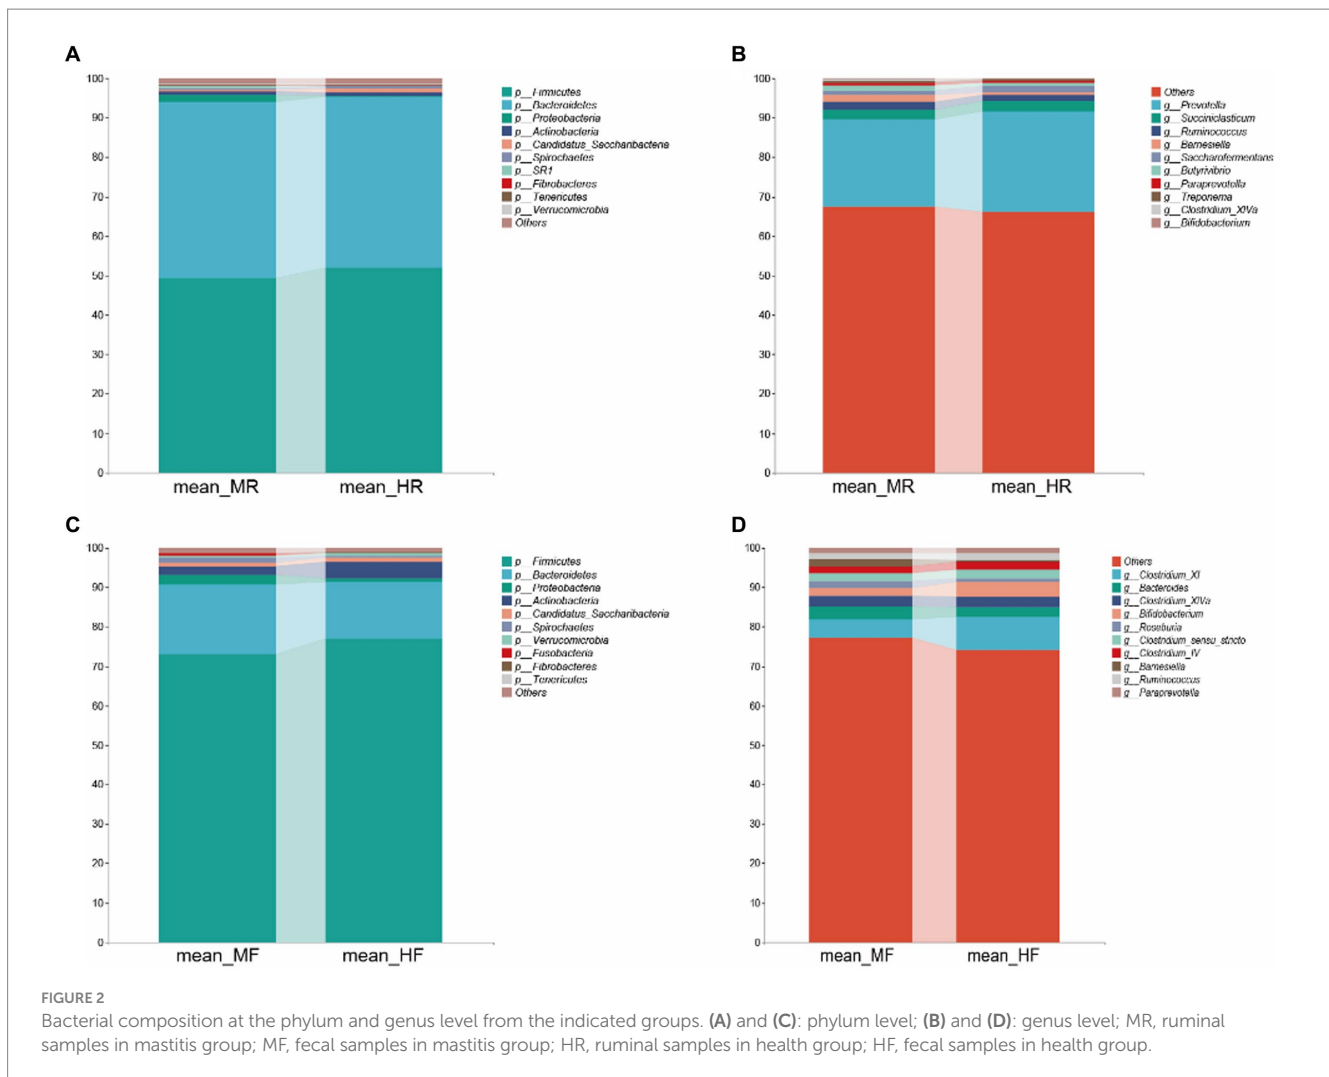 A
100
90
80
70
60
50
40
30
20
10
0
mean_MR
mean_HR
p__Firmicutes
p__Bacteroidetes
p__Proteobacteria
p__Actinobacteria
p__Candidatus_Saccharibacteria
p__Spirochaetes
p__SR1
p__Fibrobacteres
p__Tenericutes
p__Verrucomicrobia
Others
B
100
90
80
70
60
50
40
30
20
10
0
mean_MR
mean_HR
Others
g__Prevotella
g__Succiniclasticum
g__Ruminococcus
g__Barnesiella
g__Saccharofermentans
g__Butyrivibrio
g__Paraprevotella
g__Treponema
g__Clostridium_XIVa
g__Bifidobacterium
C
100
90
80
70
60
50
40
30
20
10
0
mean_MF
mean_HF
p__Firmicutes
p__Bacteroidetes
p__Proteobacteria
p__Actinobacteria
p__Candidatus_Saccharibacteria
p__Spirochaetes
p__Verrucomicrobia
p__Fusobacteria
p__Fibrobacteres
p__Tenericutes
Others
D
100
90
80
70
60
50
40
30
20
10
0
mean_MF
mean_HF
Others
g__Clostridium_XI
g__Bacteroides
g__Clostridium_XIVa
g__Bifidobacterium
g__Roseburia
g__Clostridium_sensu_stricto
g__Clostridium_IV
g__Barnesiella
g__Ruminococcus
g__Paraprevotella
FIGURE 2
Bacterial composition at the phylum and genus level from the indicated groups. (A) and (C): phylum level; (B) and (D): genus level; MR, ruminal
samples in mastitis group; MF, fecal samples in mastitis group; HR, ruminal samples in health group; HF, fecal samples in health group.